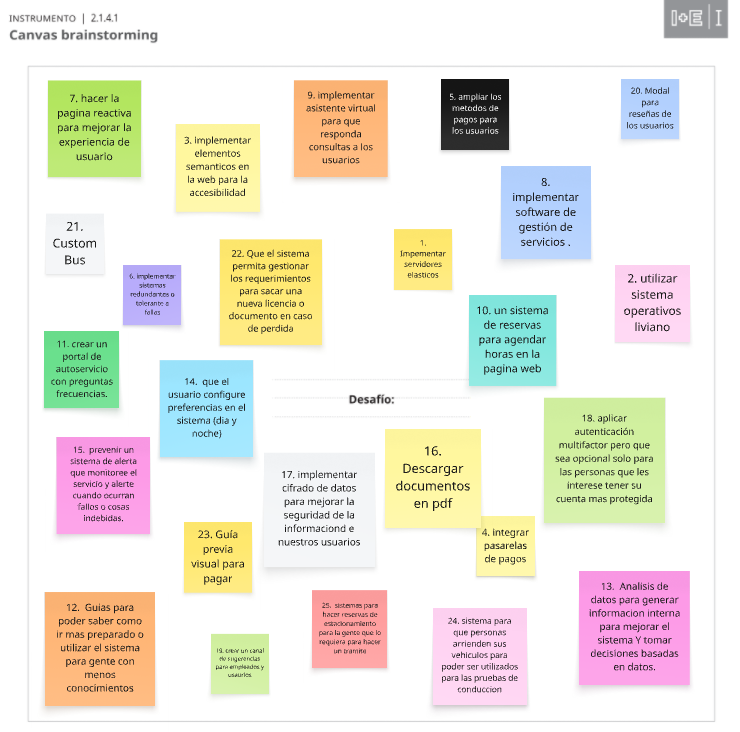 INSTRUMENTO | 2.1.4.1
Canvas brainstorming
I+E I
7. hacer la
pagina reactiva
para mejorar la
experiencia de
usuario
3. implementar
elementos
semanticos en
la web para la
accesibilidad
9. implementar
asistente virtual
para que
responda
consultas a los
usuarios
5. ampliar los
metodos de
pagos para
los usuarios
20. Modal
para
reseñas de
los usuarios
8.
implementar
software de
gestión de
servicios .
21.
Custom
Bus
6. implementar
sistemas
redundantes o
tolerante a
fallas
22. Que el sistema
permita gestionar
los requerimientos
para sacar una
nueva licencia o
documento en caso
de perdida
1.
Impementar
servidores
elasticos
2. utilizar
sistema
operativos
liviano
10. un sistema
de reservas
para agendar
horas en la
pagina web
11. crear un
portal de
autoservicio
con preguntas
frecuencias.
14. que el
usuario configure
preferencias en el
sistema (dia y
noche)
Desafío:
18. aplicar
autenticación
multifactor pero que
sea opcional solo para
las personas que les
interese tener su
cuenta mas protegida
15. prevenir un
sistema de alerta
que monitoree el
servicio y alerte
cuando ocurran
fallos o cosas
indebidas.
17. implementar
cifrado de datos
para mejorar la
seguridad de la
informaciond e
nuestros usuarios
16.
Descargar
documentos
en pdf
4. integrar
pasarelas
de pagos
23. Guía
previa
visual para
pagar
12. Guias para
poder saber como
ir mas preparado o
utilizar el sistema
para gente con
menos
conocimientos
19. crear un canal
de sugerencias
para empleados y
usaurios
25. sistemas para
hacer reservas de
estacionamiento
para la gente que lo
requiera para hacer
un tramite
24. sistema para
que personas
arrienden sus
vehiculos para
poder ser utilizados
para las pruebas de
conduccion
13. Analisis de
datos para generar
informacion interna
para mejorar el
sistema Y tomar
decisiones basadas
en datos.